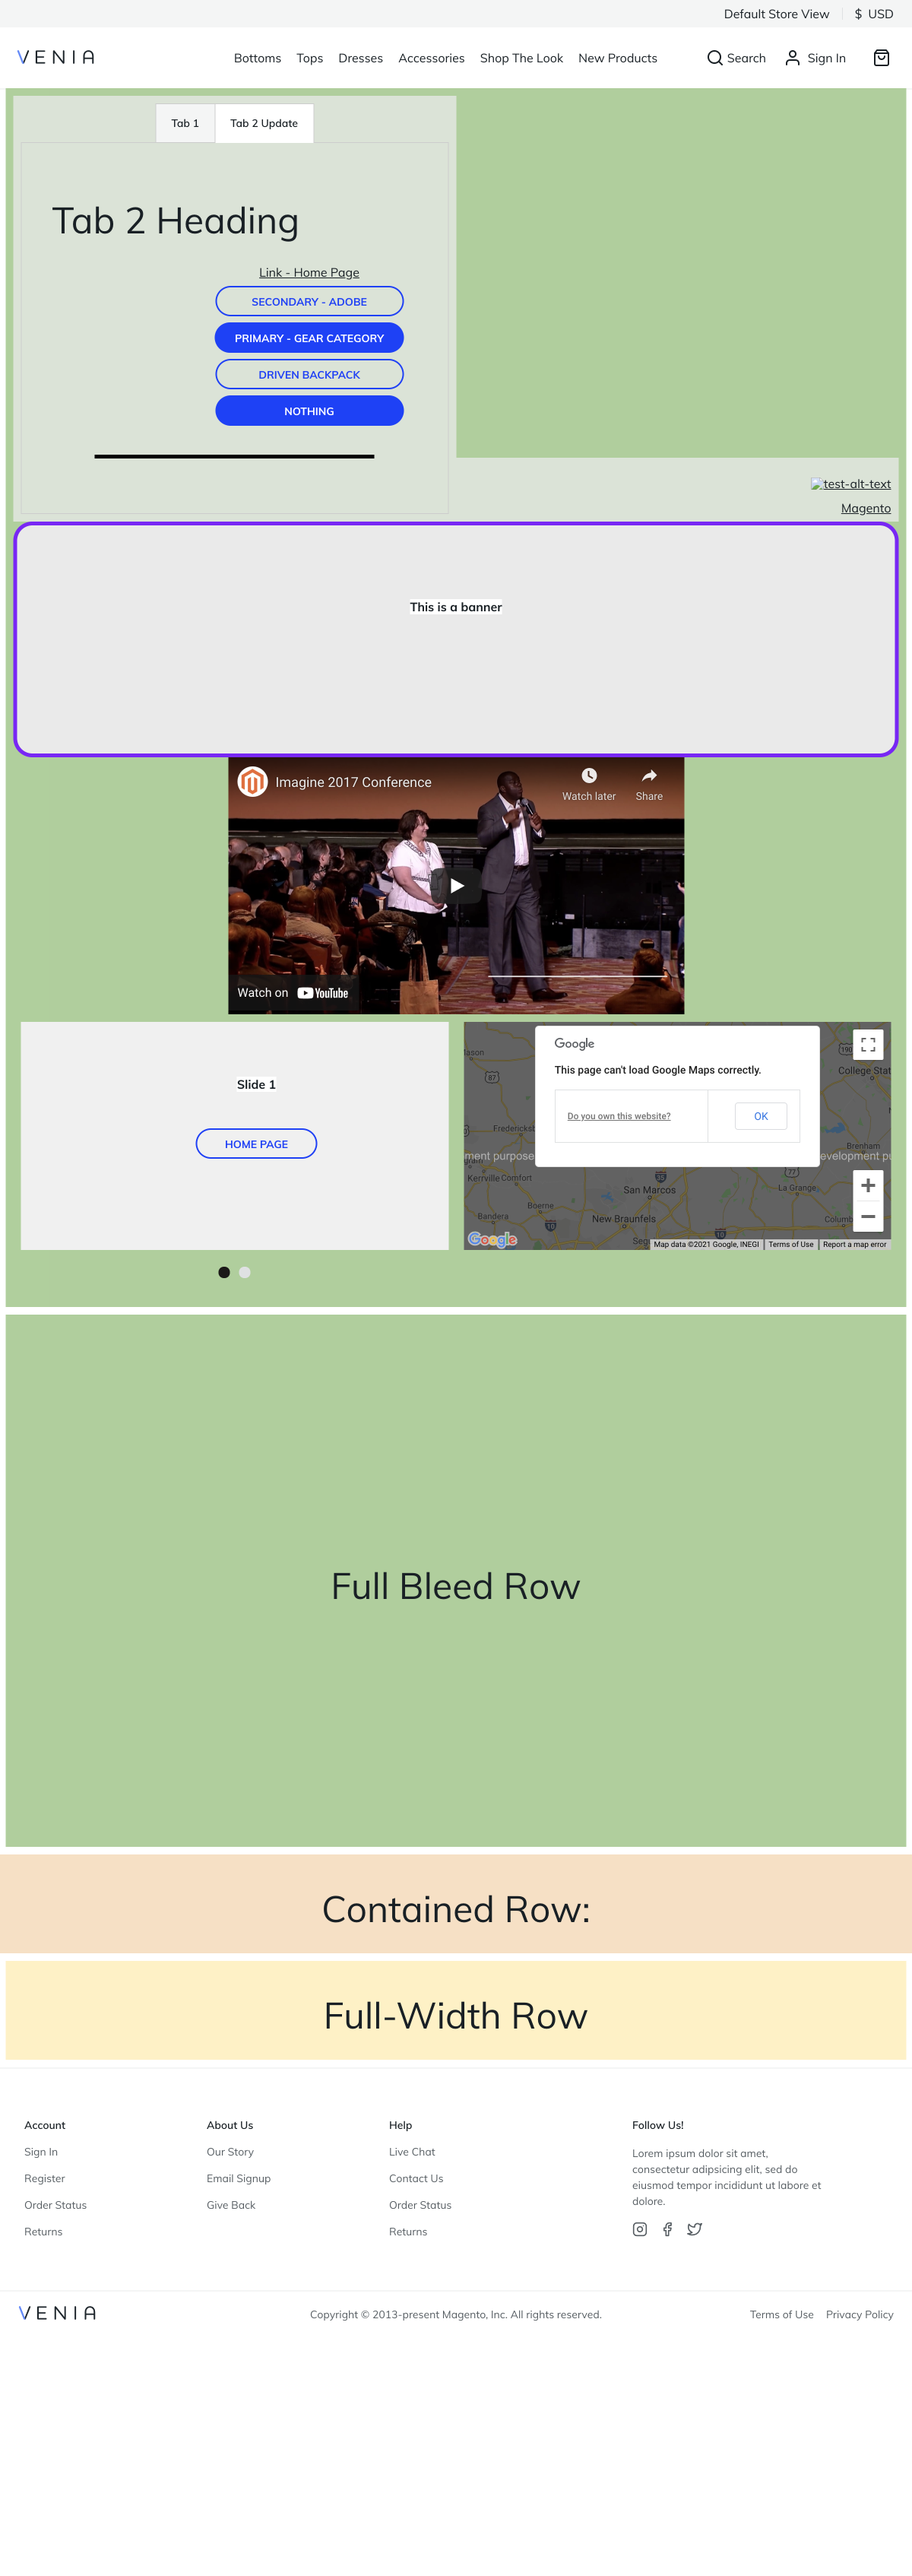 Default Store View
$ USD
VENIA
Bottoms
Tops
Dresses
Accessories
Shop The Look
New Products
Search
Sign In
Tab 1
Tab 2 Update
Tab 2 Heading
Link - Home Page
SECONDARY - ADOBE
PRIMARY - GEAR CATEGORY
DRIVEN BACKPACK
NOTHING
test-alt-text
Magento
This is a banner
Imagine 2017 Conference
Watch later
Share
Watch on YouTube
Slide 1
HOME PAGE
Google
This page can't load Google Maps correctly.
Do you own this website?
OK
87
190
College Stat
Fredericksb
Brenham
ment purpose
evelopment pu
Kerrville
Comfort
35
77
La Grange
San Marcos
Boerne
Bandera
10
New Braunfels
10
Columb
Seg
Google
Map data ©2021 Google, INEGI
Terms of Use
Report a map error
Full Bleed Row
Contained Row:
Full-Width Row
Account
Sign In
Register
Order Status
Returns
About Us
Our Story
Email Signup
Give Back
Help
Live Chat
Contact Us
Order Status
Returns
Follow Us!
Lorem ipsum dolor sit amet,
consectetur adipsicing elit, sed do
eiusmod tempor incididunt ut labore et
dolore.
VENIA
Copyright © 2013-present Magento, Inc. All rights reserved.
Terms of Use
Privacy Policy